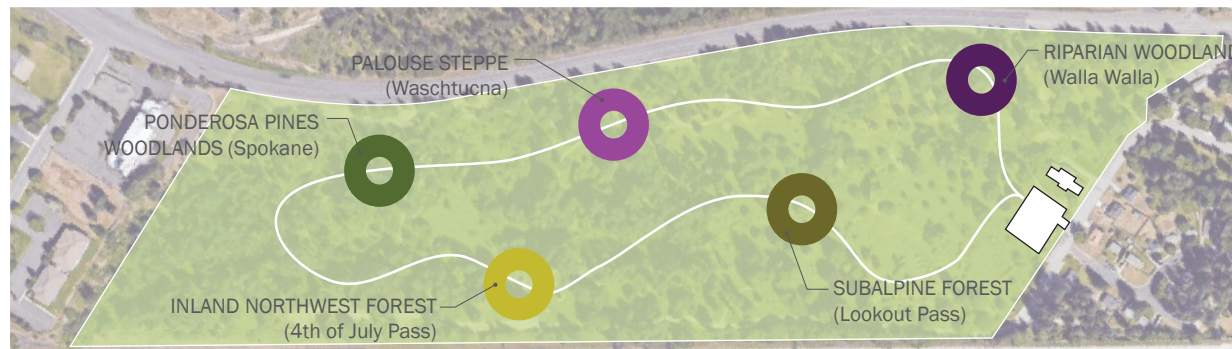 PALOUSE STEPPE
(Waschtucna)
RIPARIAN WOODLAN
(Walla Walla)
PONDEROSA PINES
WOODLANDS (Spokane)
INLAND NORTHWEST FOREST
(4th of July Pass)
SUBALPINE FOREST
(Lookout Pass)